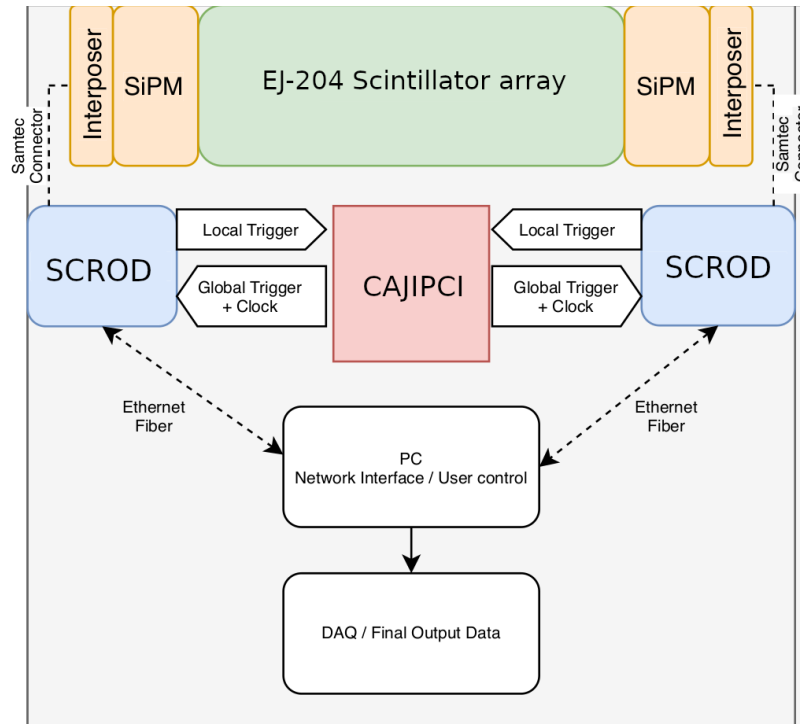 Interposer
SiPM
EJ-204 Scintillator array
SiPM
Interposer
Samtec
Connector
Samtec
Connector
SCROD
Local Trigger
Global Trigger
+ Clock
CAJIPCI
Local Trigger
Global Trigger
+ Clock
SCROD
Ethernet
Fiber
Ethernet
Fiber
PC
Network Interface / User control
DAQ / Final Output Data